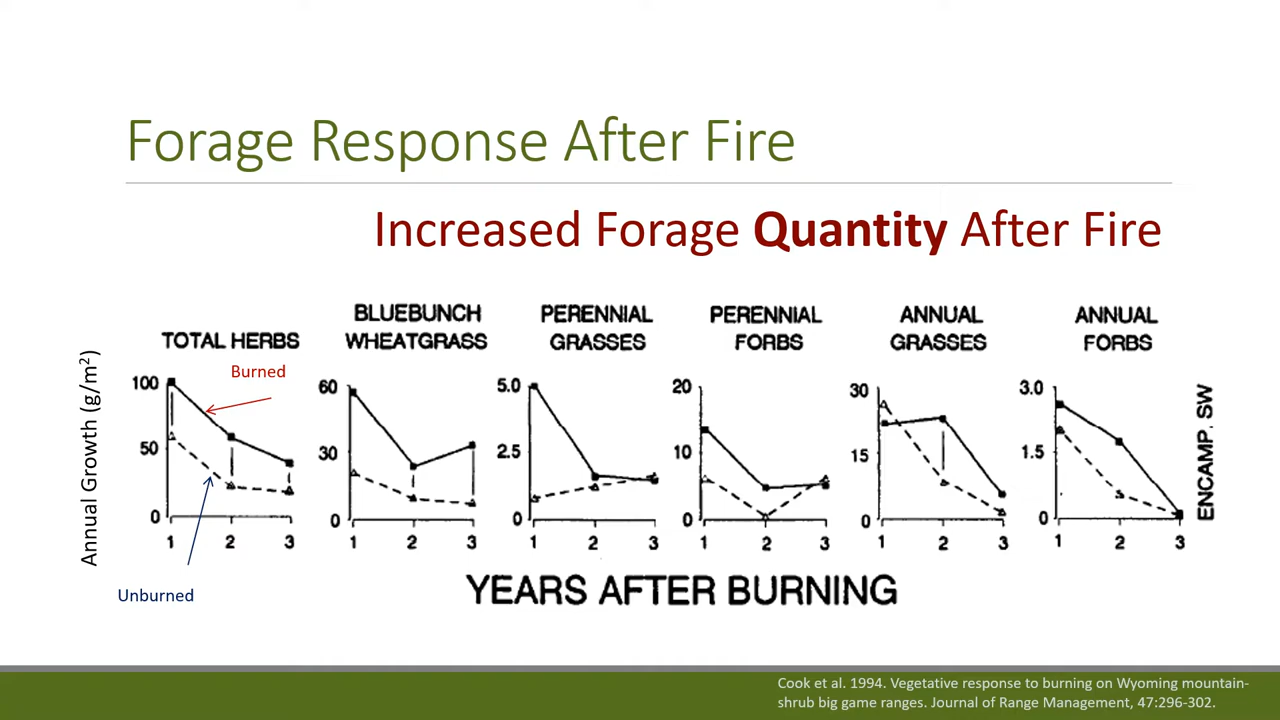 Forage Response After Fire
Increased Forage Quantity After Fire
TOTAL HERBS
BLUEBUNCH
WHEATGRASS
PERENNIAL
GRASSES
PERENNIAL
FORBS
ANNUAL
GRASSES
ANNUAL
FORBS
Annual Growth (g/m²)
Burned
Unburned
100
50
0
1 2 3
60
30
0
1 2 3
5.0
2.5
0
1 2 3
20
10
0
1 2 3
30
15
0
1 2 3
3.0
1.5
0
1 2 3
ENCAMP. SW
YEARS AFTER BURNING
Cook et al. 1994. Vegetative response to burning on Wyoming mountain-
shrub big game ranges. Journal of Range Management, 47:296-302.